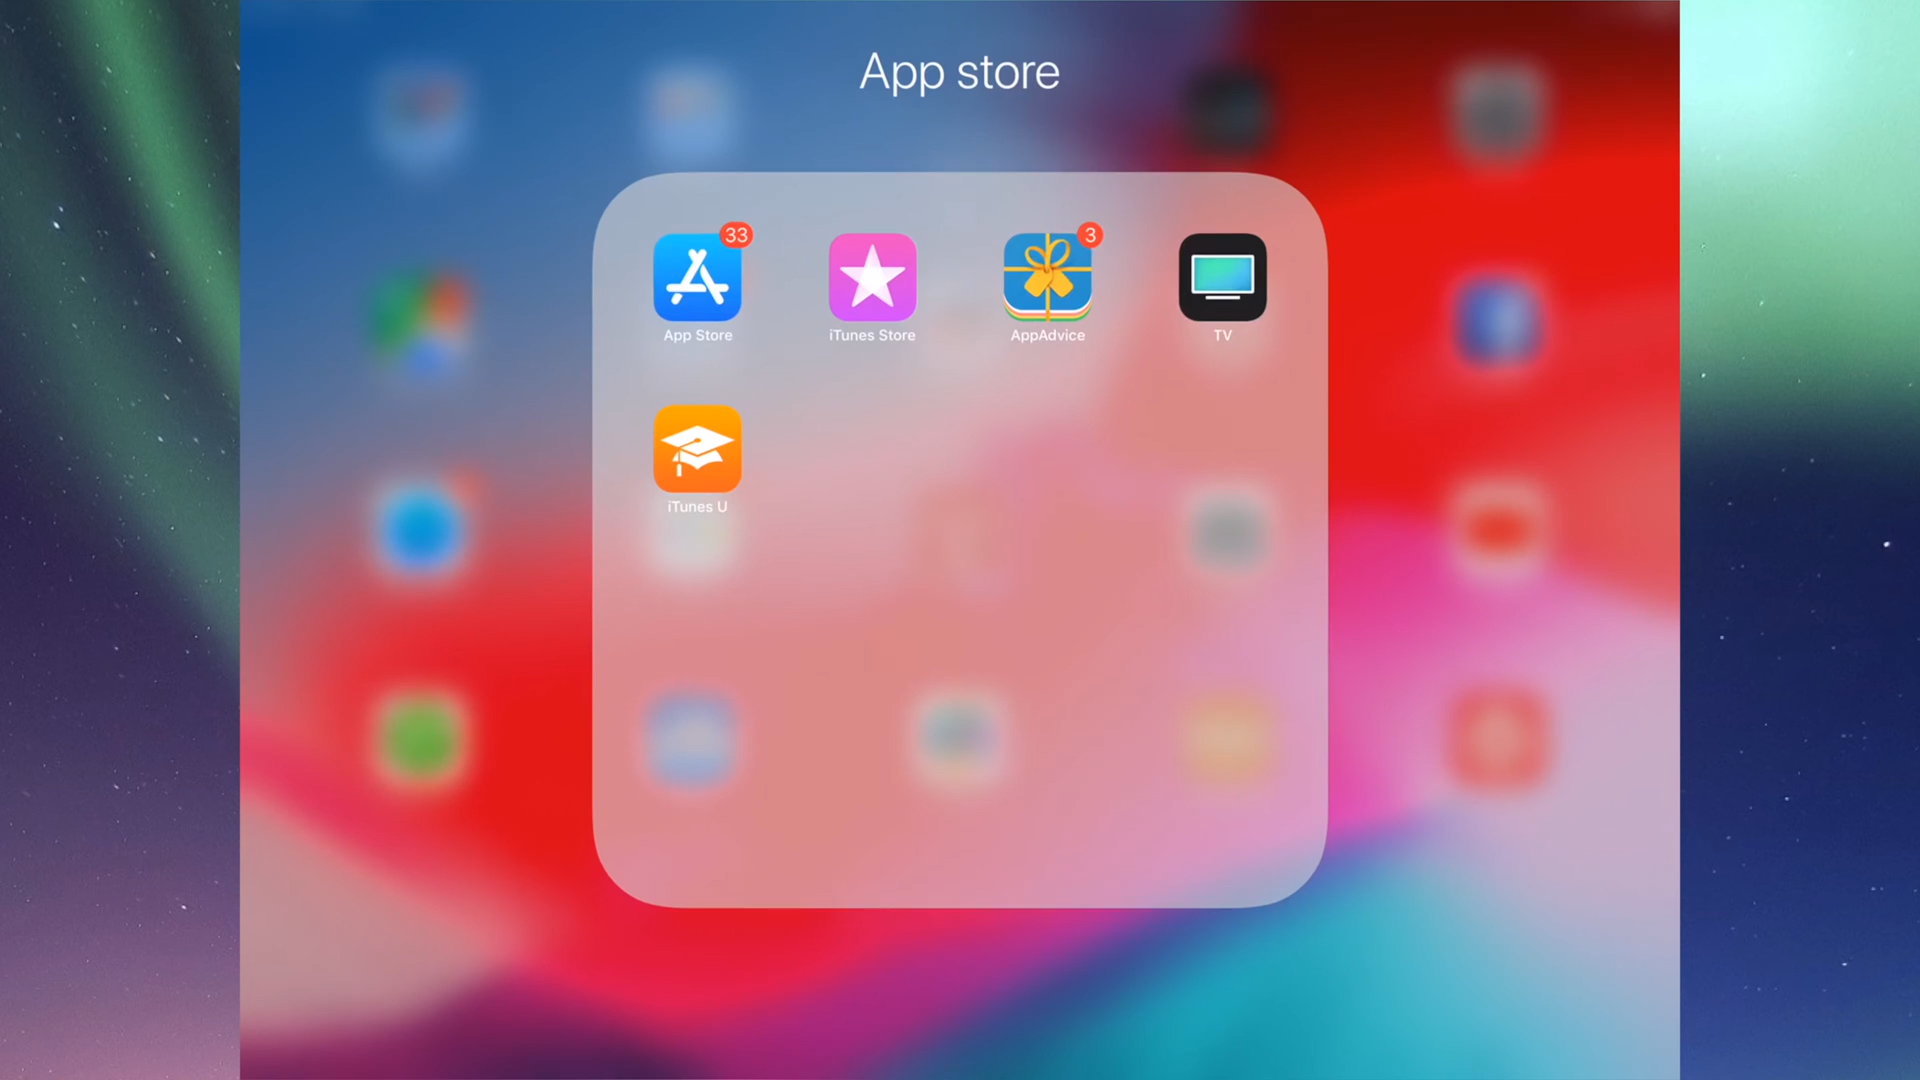 App store
33
3
App Store
iTunes Store
AppAdvice
TV
iTunes U